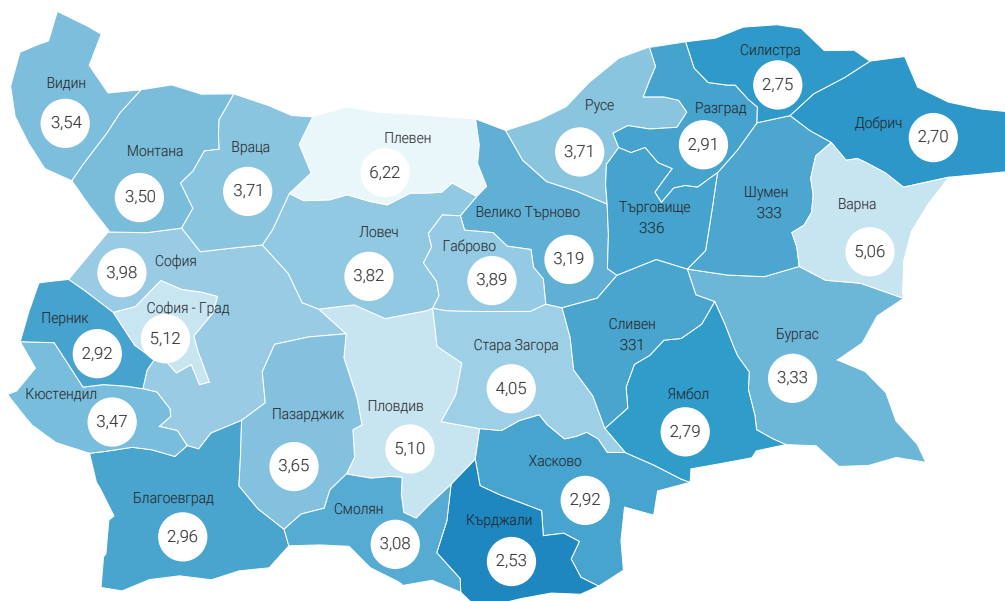 Видин
3,54
Монтана
3,50
Враца
3,71
Плевен
6,22
Русе
3,71
Разград
2,91
Силистра
2,75
Добрич
2,70
Ловеч
3,82
Велико Търново
3,19
Габрово
3,89
Търговище
336
Шумен
333
Варна
5,06
София
3,98
София - Град
5,12
Перник
2,92
Кюстендил
3,47
Стара Загора
4,05
Сливен
331
Бургас
3,33
Пазарджик
3,65
Пловдив
5,10
Ямбол
2,79
Хасково
2,92
Благоевград
2,96
Смолян
3,08
Кърджали
2,53